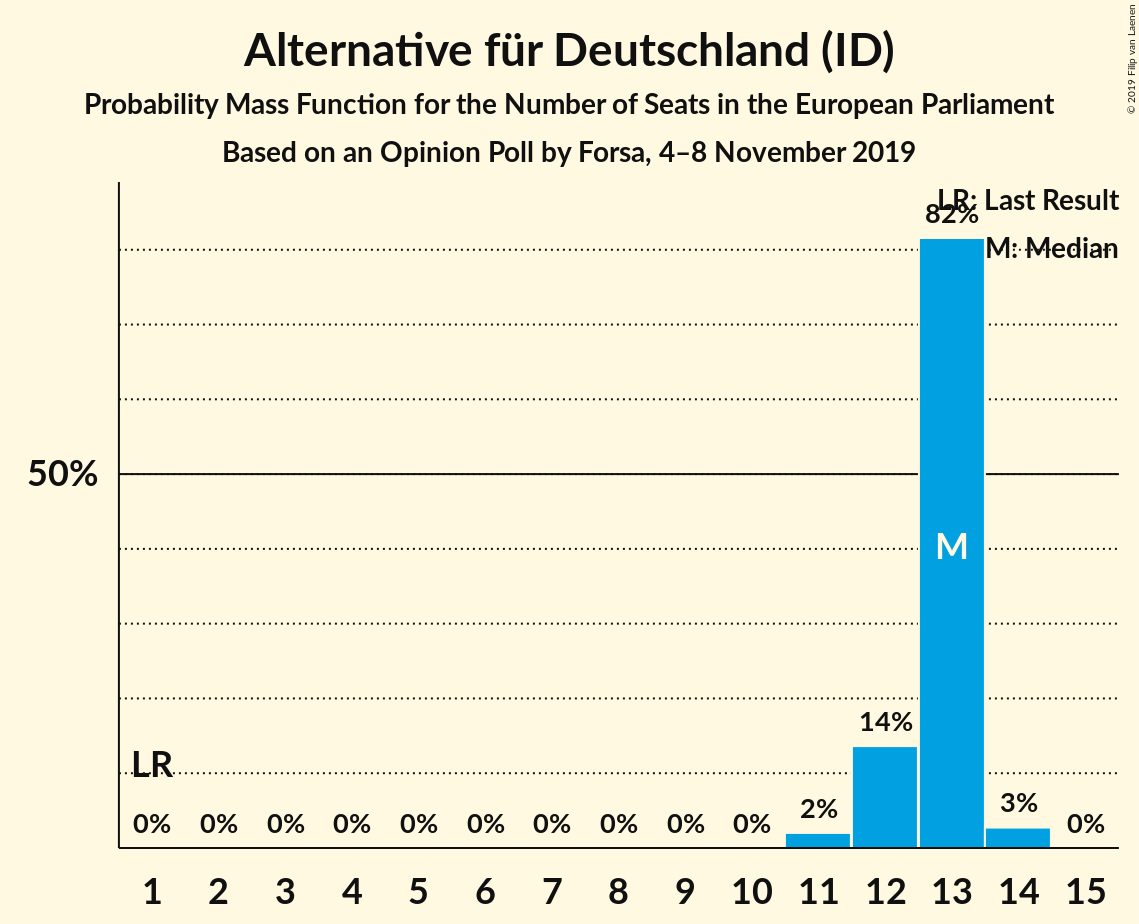 Alternative für Deutschland (ID)
Probability Mass Function for the Number of Seats in the European Parliament
Based on an Opinion Poll by Forsa, 4–8 November 2019
© 2019 Filip van Laenen
LR: Last Result
M: Median
82%
50%
M
14%
LR
0% 0% 0% 0% 0% 0% 0% 0% 0% 0% 2% 3% 0%
1 2 3 4 5 6 7 8 9 10 11 12 13 14 15